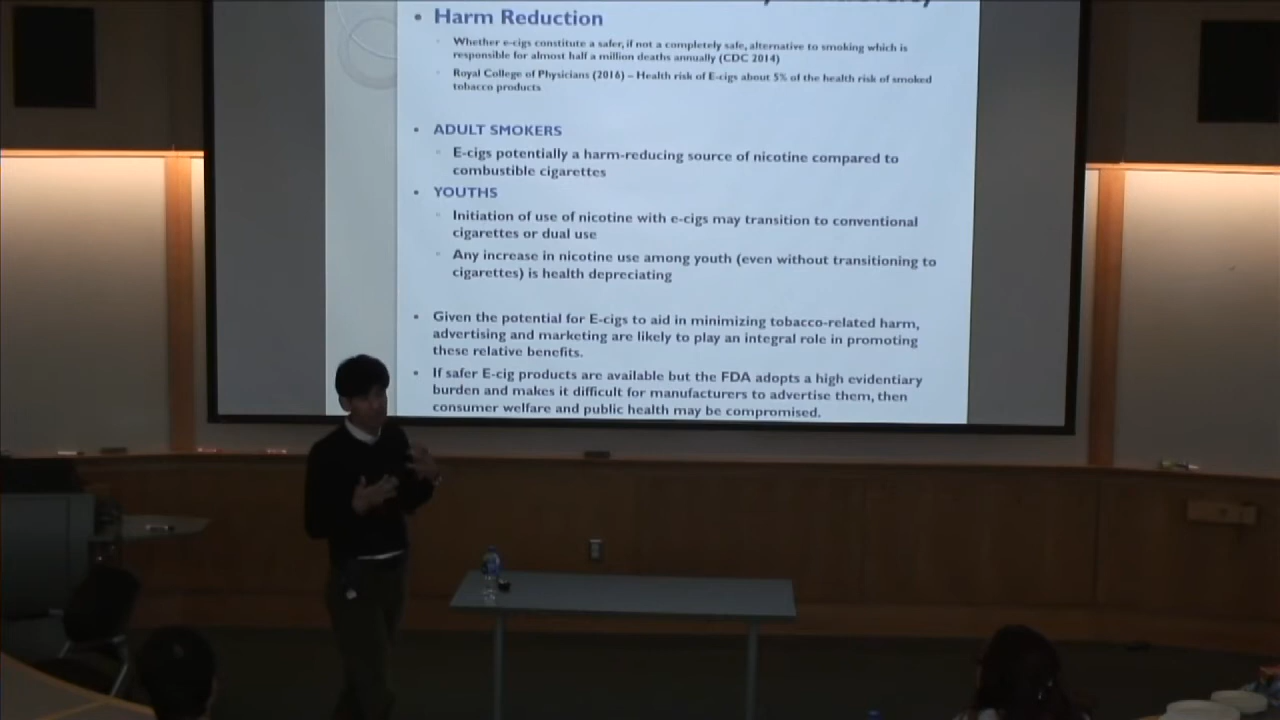 • Harm Reduction
Whether e-cigs constitute a safer, if not a completely safe, alternative to smoking which is
responsible for almost half a million deaths annually (CDC 2014)
Royal College of Physicians (2016) – Health risk of E-cigs about 5% of the health risk of smoked
tobacco products
• ADULT SMOKERS
E-cigs potentially a harm-reducing source of nicotine compared to
combustible cigarettes
• YOUTHS
Initiation of use of nicotine with e-cigs may transition to conventional
cigarettes or dual use
Any increase in nicotine use among youth (even without transitioning to
cigarettes) is health depreciating
• Given the potential for E-cigs to aid in minimizing tobacco-related harm,
advertising and marketing are likely to play an integral role in promoting
these relative benefits.
• If safer E-cig products are available but the FDA adopts a high evidentiary
burden and makes it difficult for manufacturers to advertise them, then
consumer welfare and public health may be compromised.